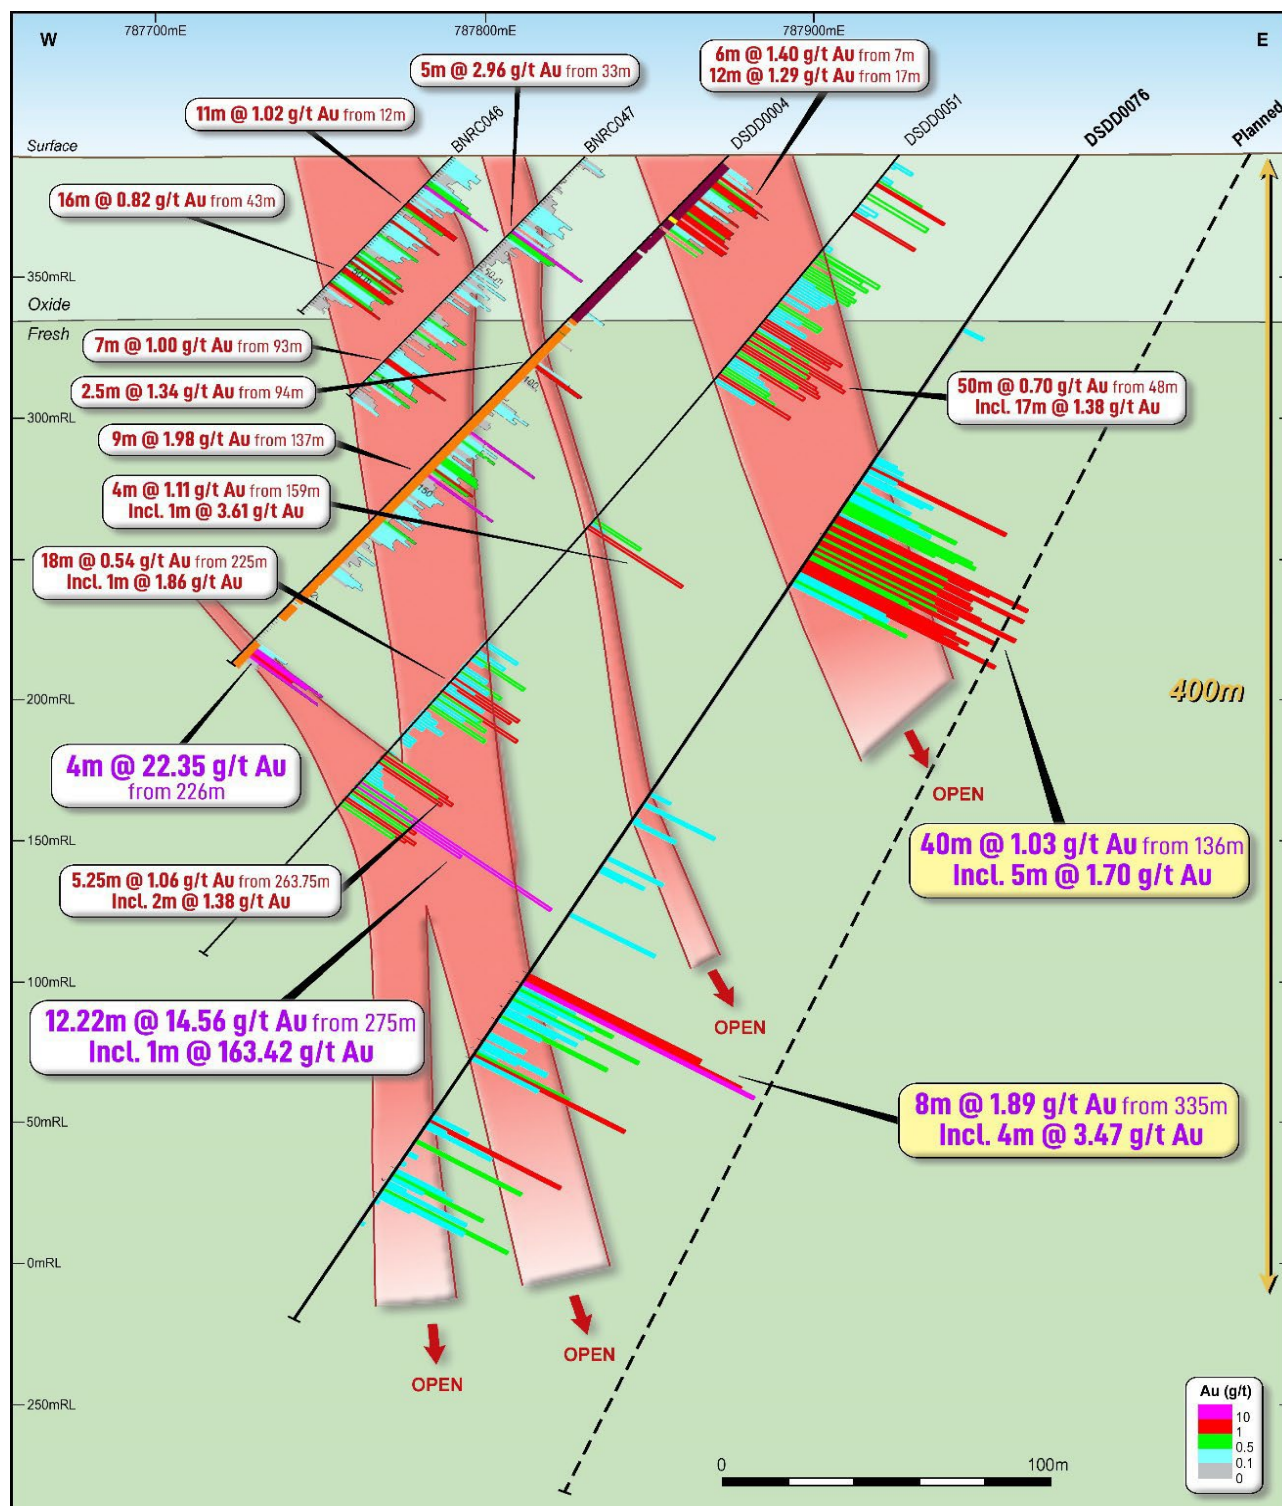 787700mE
787800mE
787900mE
W
E
5m @ 2.96 g/t Au from 33m
6m @ 1.40 g/t Au from 7m
12m @ 1.29 g/t Au from 17m
11m @ 1.02 g/t Au from 12m
BNRC046
BNRC047
DSDD0004
DSDD0051
DSDD0076
Planned
Surface
16m @ 0.82 g/t Au from 43m
350mRL
Oxide
Fresh
7m @ 1.00 g/t Au from 93m
2.5m @ 1.34 g/t Au from 94m
50m @ 0.70 g/t Au from 48m
Incl. 17m @ 1.38 g/t Au
300mRL
9m @ 1.98 g/t Au from 137m
4m @ 1.11 g/t Au from 159m
Incl. 1m @ 3.61 g/t Au
100
150
18m @ 0.54 g/t Au from 225m
Incl. 1m @ 1.86 g/t Au
200mRL
400m
4m @ 22.35 g/t Au
from 226m
OPEN
150mRL
40m @ 1.03 g/t Au from 136m
Incl. 5m @ 1.70 g/t Au
5.25m @ 1.06 g/t Au from 263.75m
Incl. 2m @ 1.38 g/t Au
100mRL
12.22m @ 14.56 g/t Au from 275m
Incl. 1m @ 163.42 g/t Au
OPEN
50mRL
8m @ 1.89 g/t Au from 335m
Incl. 4m @ 3.47 g/t Au
0mRL
OPEN
OPEN
250mRL
Au (g/t)
10
1
0.5
0.1
0
0
100m